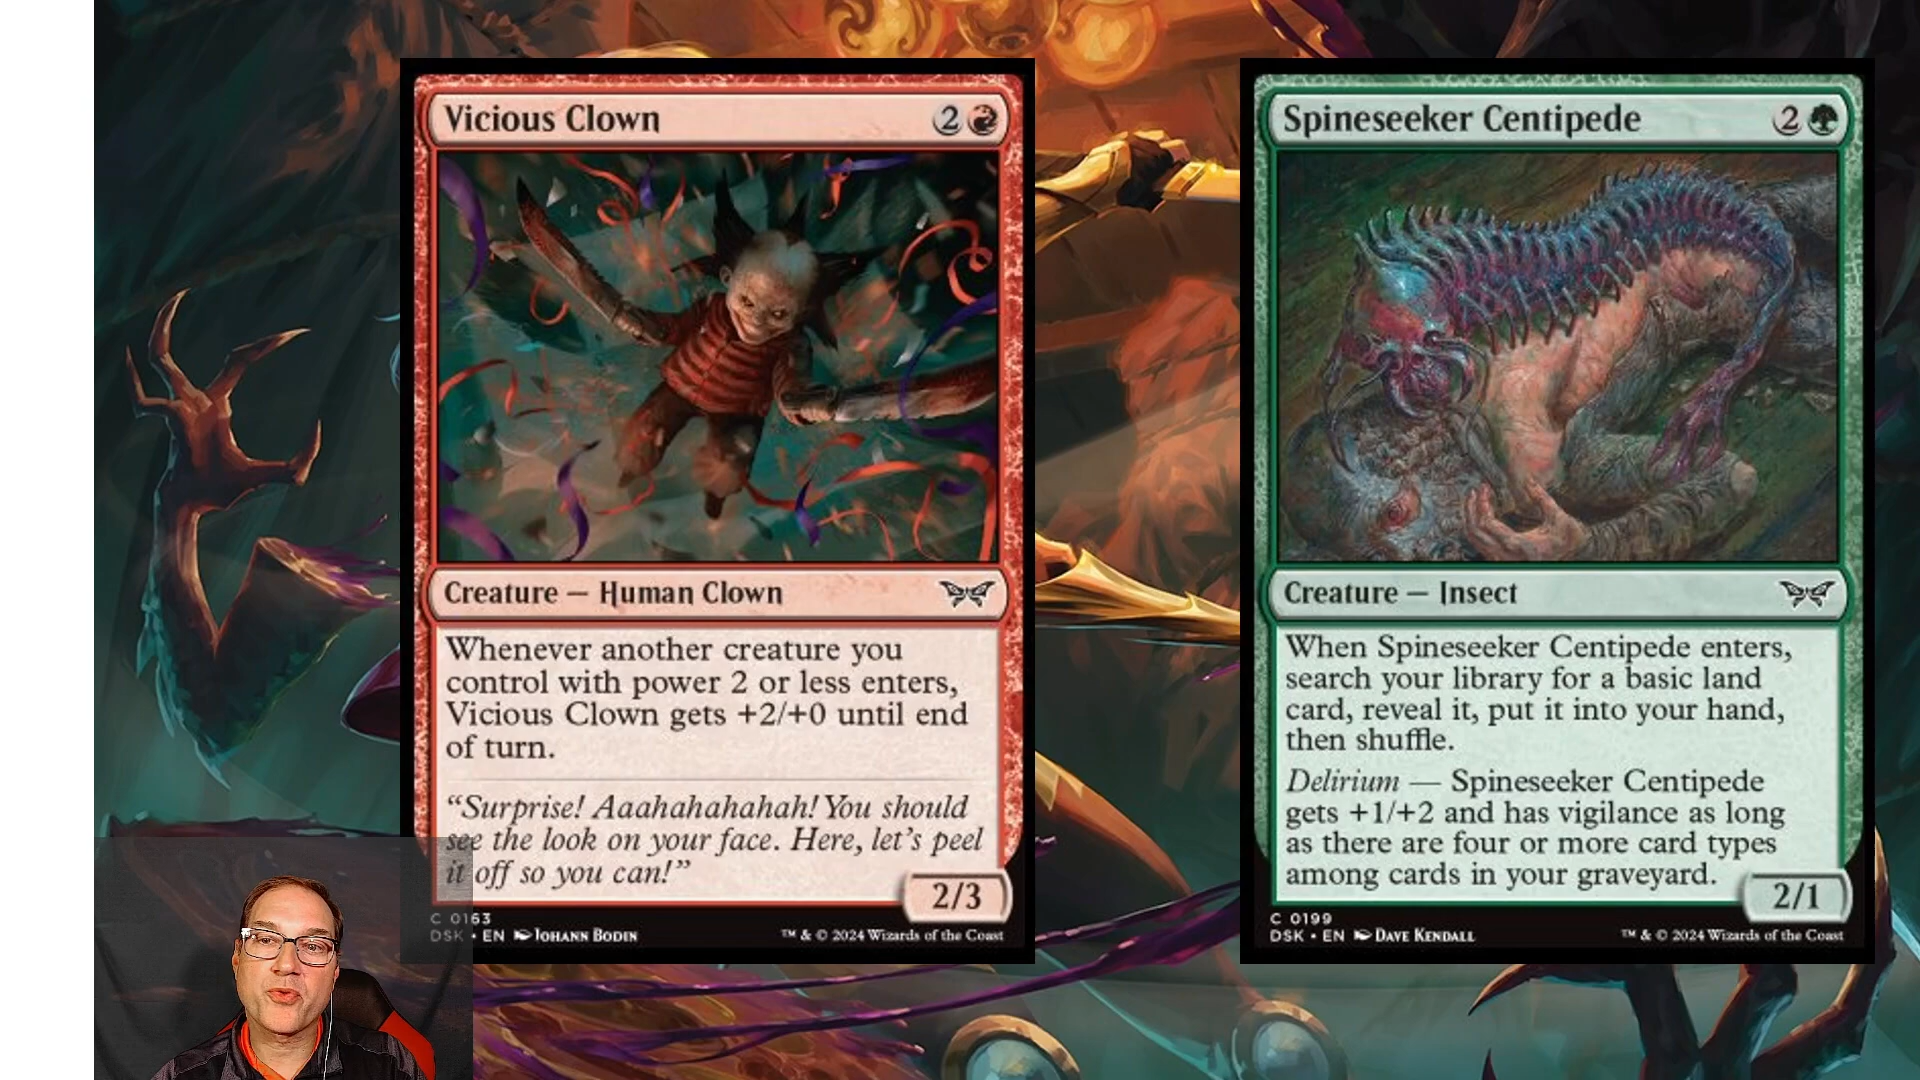 Vicious Clown 2
Creature — Human Clown
Whenever another creature you
control with power 2 or less enters,
Vicious Clown gets +2/+0 until end
of turn.
“Surprise! Aaahahahahah! You should
see the look on your face. Here, let’s peel
it off so you can!”
2/3
C 0163
DSK • EN Johann Bodin
™ & © 2024 Wizards of the Coast
Spineseeker Centipede 2
Creature — Insect
When Spineseeker Centipede enters,
search your library for a basic land
card, reveal it, put it into your hand,
then shuffle.
Delirium — Spineseeker Centipede
gets +1/+2 and has vigilance as long
as there are four or more card types
among cards in your graveyard.
2/1
C 0199
DSK • EN Dave Kendall
™ & © 2024 Wizards of the Coast